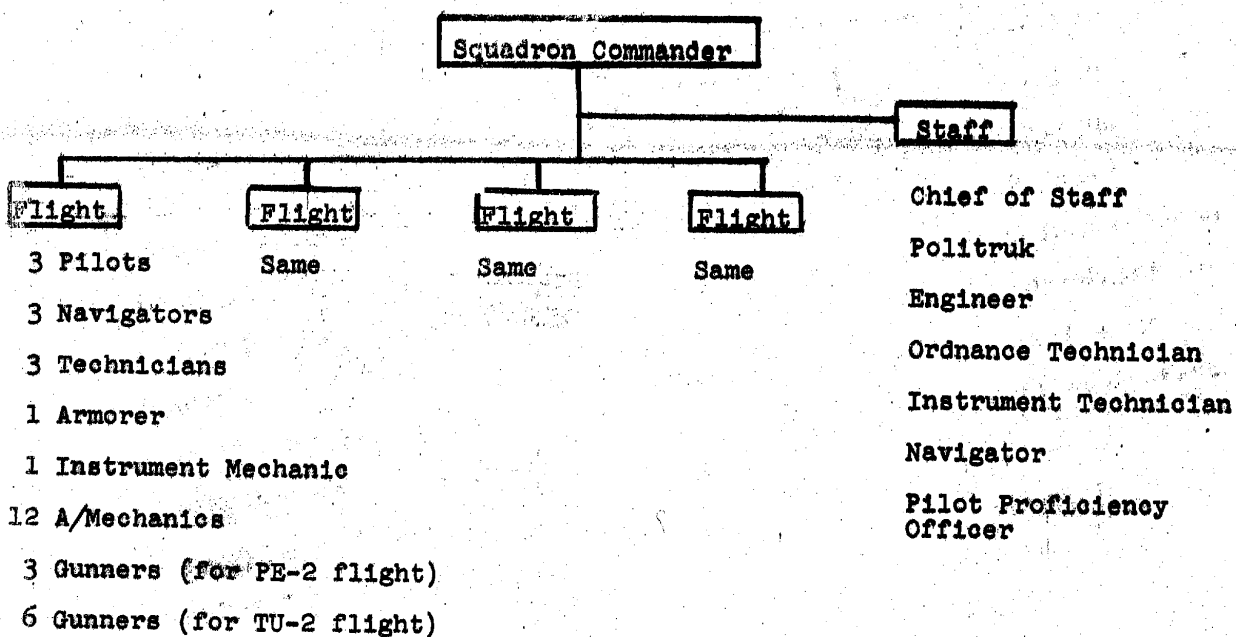 Squadron Commander
Staff
Flight
Flight
Flight
Flight
3 Pilots
3 Navigators
3 Technicians
1 Armorer
1 Instrument Mechanic
12 A/Mechanics
3 Gunners (for PE-2 flight)
6 Gunners (for TU-2 flight)
Same
Same
Same
Chief of Staff
Politruk
Engineer
Ordnance Technician
Instrument Technician
Navigator
Pilot Proficiency
Officer